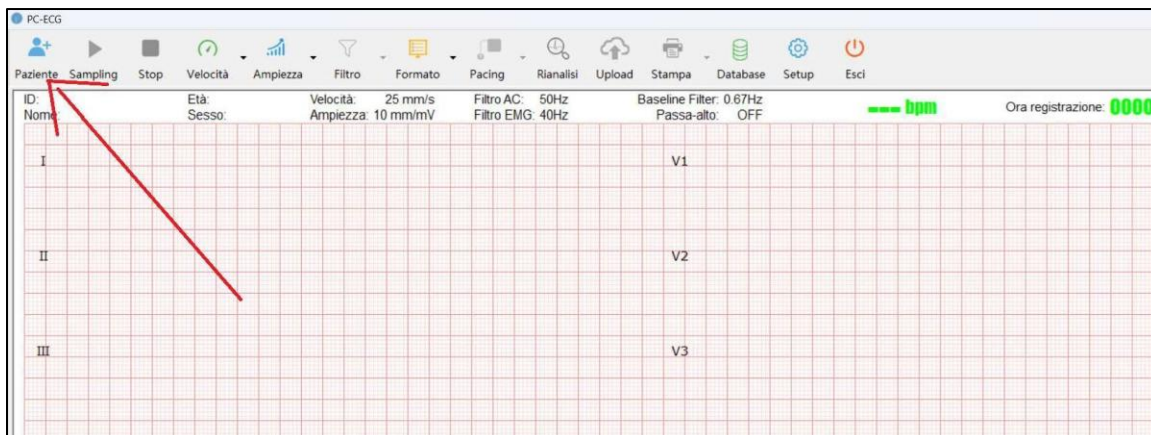 PC-ECG
Paziente Sampling Stop Velocità Ampiezza Filtro Formato Pacing Rianalisi Upload Stampa Database Setup Esci
ID: Età: Velocità: 25 mm/s Filtro AC: 50Hz Baseline Filter: 0.67Hz --- bpm Ora registrazione: 0000
Nome: Sesso: Ampiezza: 10 mm/mV Filtro EMG: 40Hz Passa-alto: OFF
I V1
II V2
III V3